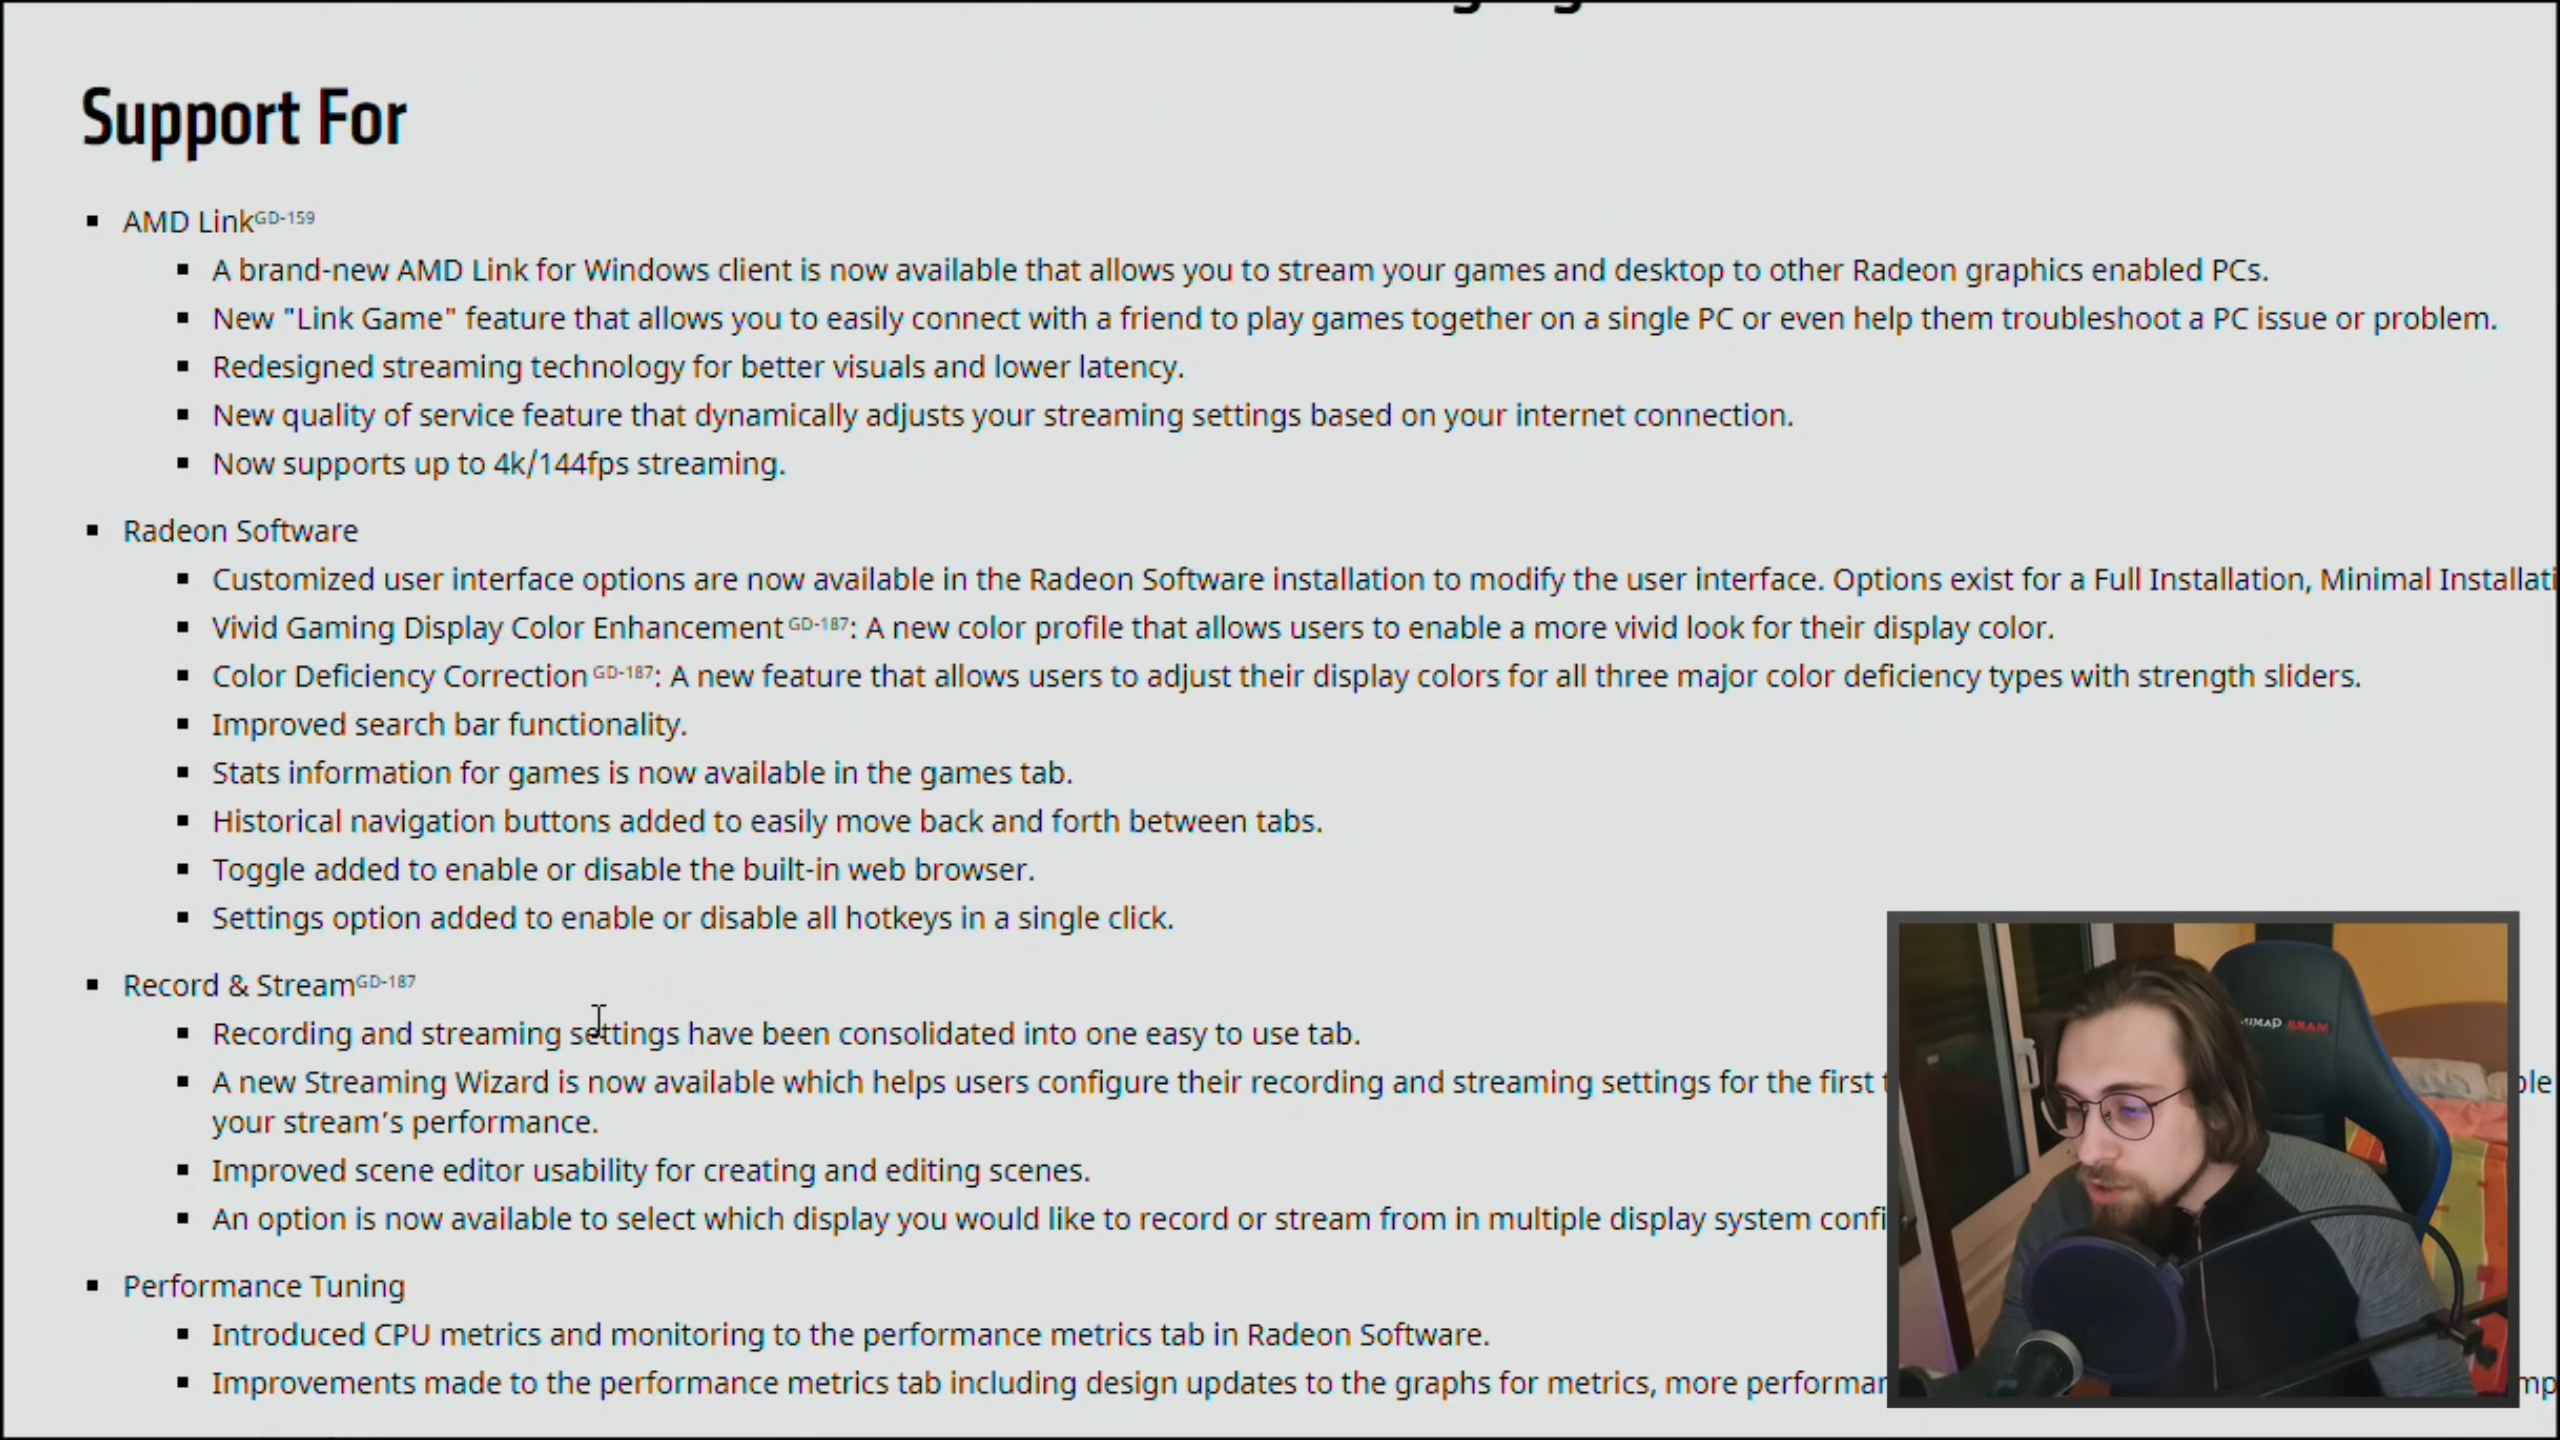 Support For
AMD LinkGD-159
A brand-new AMD Link for Windows client is now available that allows you to stream your games and desktop to other Radeon graphics enabled PCs.
New "Link Game" feature that allows you to easily connect with a friend to play games together on a single PC or even help them troubleshoot a PC issue or problem.
Redesigned streaming technology for better visuals and lower latency.
New quality of service feature that dynamically adjusts your streaming settings based on your internet connection.
Now supports up to 4k/144fps streaming.
Radeon Software
Customized user interface options are now available in the Radeon Software installation to modify the user interface. Options exist for a Full Installation, Minimal Installati
Vivid Gaming Display Color Enhancement GD-187: A new color profile that allows users to enable a more vivid look for their display color.
Color Deficiency Correction GD-187: A new feature that allows users to adjust their display colors for all three major color deficiency types with strength sliders.
Improved search bar functionality.
Stats information for games is now available in the games tab.
Historical navigation buttons added to easily move back and forth between tabs.
Toggle added to enable or disable the built-in web browser.
Settings option added to enable or disable all hotkeys in a single click.
Record & StreamGD-187
Recording and streaming settings have been consolidated into one easy to use tab.
A new Streaming Wizard is now available which helps users configure their recording and streaming settings for the first
your stream's performance.
Improved scene editor usability for creating and editing scenes.
An option is now available to select which display you would like to record or stream from in multiple display system confi
Performance Tuning
Introduced CPU metrics and monitoring to the performance metrics tab in Radeon Software.
Improvements made to the performance metrics tab including design updates to the graphs for metrics, more performan